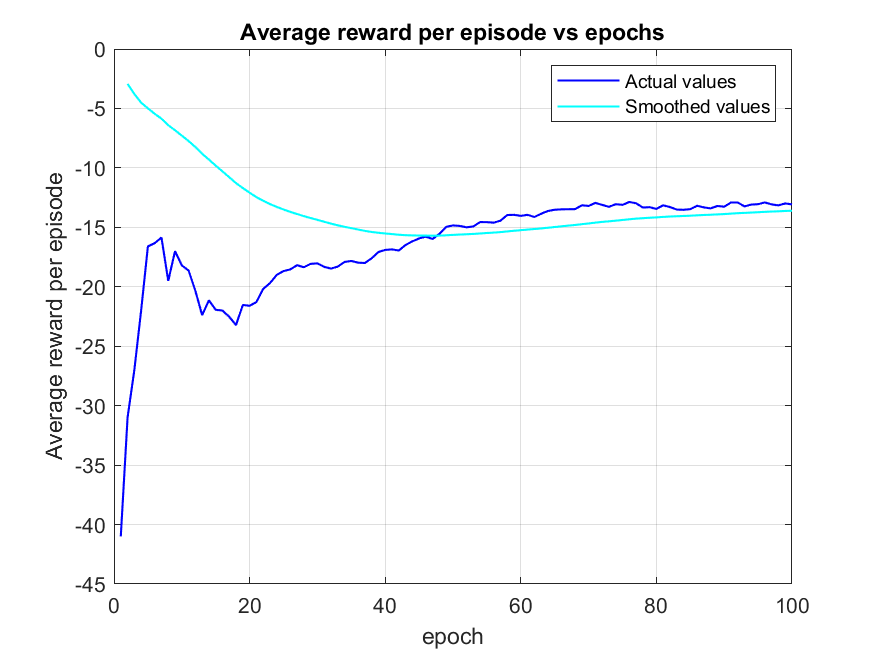 Average reward per episode vs epochs
Actual values
Smoothed values
Average reward per episode
0
-5
-10
-15
-20
-25
-30
-35
-40
-45
0 20 40 60 80 100
epoch